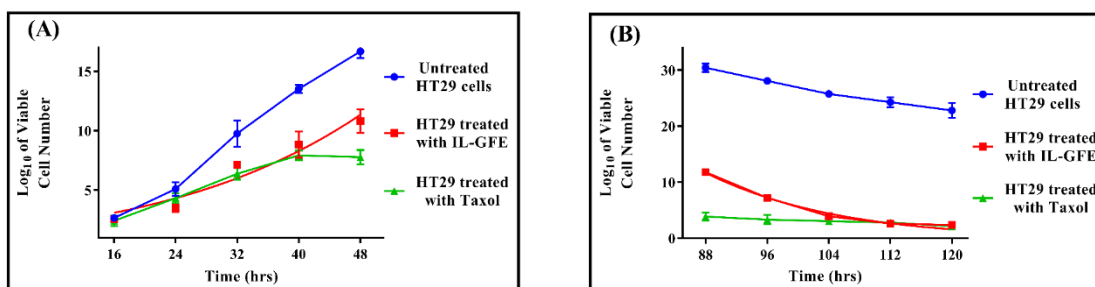 (A)
Log10 of Viable
Cell Number
15
10
5
16 24 32 40 48
Time (hrs)
Untreated
HT29 cells
HT29 treated
with IL-GFE
HT29 treated
with Taxol
(B)
Log10 of Viable
Cell Number
30
20
10
0
88 96 104 112 120
Time (hrs)
Untreated
HT29 cells
HT29 treated
with IL-GFE
HT29 treated
with Taxol